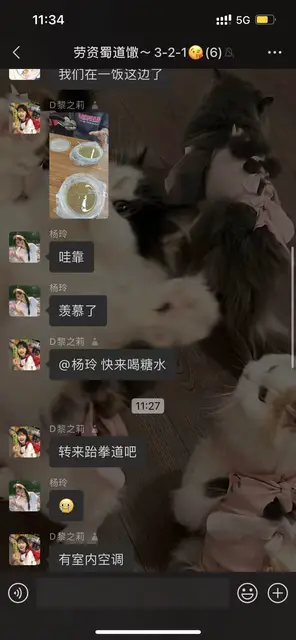 11:34
5G
劳资蜀道馓～ 3-2-1😘(6)
我们在一饭这边了
D黎之莉
杨玲
哇靠
杨玲
羡慕了
D黎之莉
@杨玲 快来喝糖水
11:27
D黎之莉
转来跆拳道吧
杨玲
D黎之莉
有室内空调